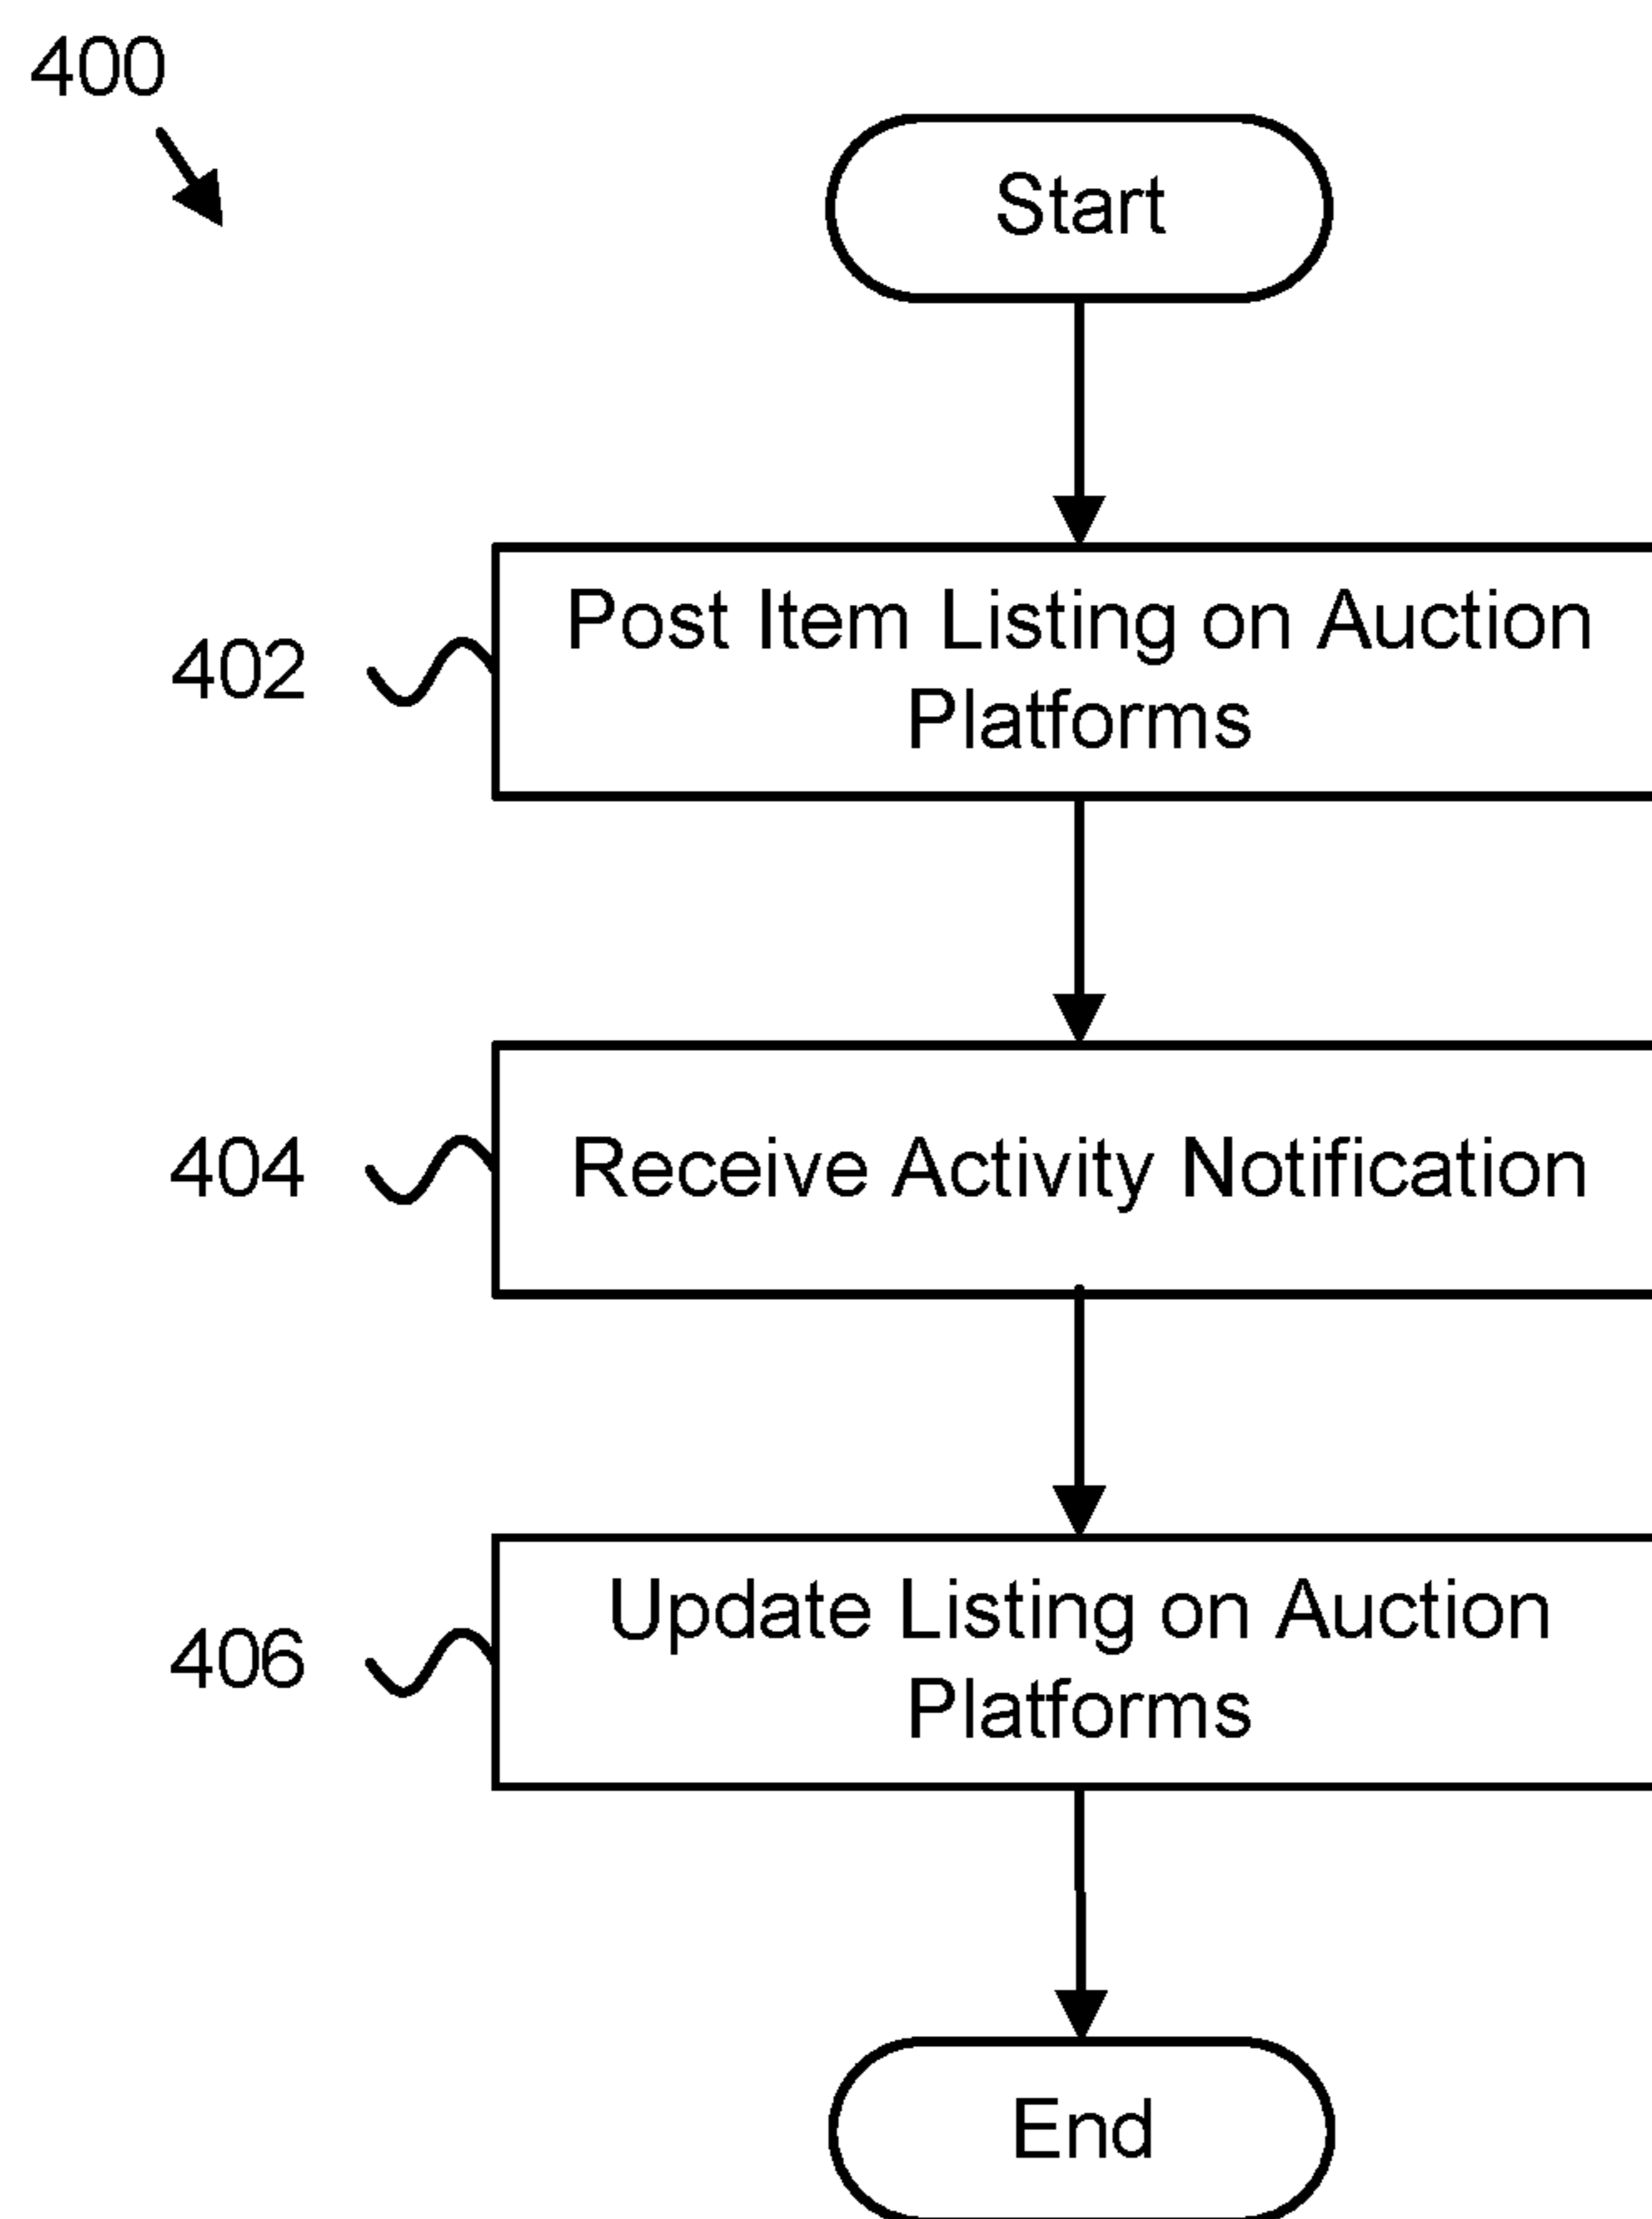 400
Start
402
Post Item Listing on Auction
Platforms
404
Receive Activity Notification
406
Update Listing on Auction
Platforms
End